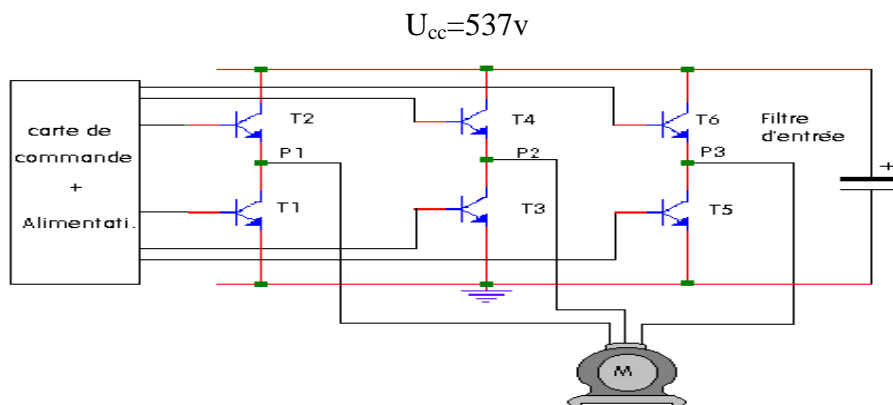 Ucc=537v
T2
T4
T6
Filtre
d'entrée
+
carte de
commande
+
Alimentati.
P1
P2
P3
T1
T3
T5
M